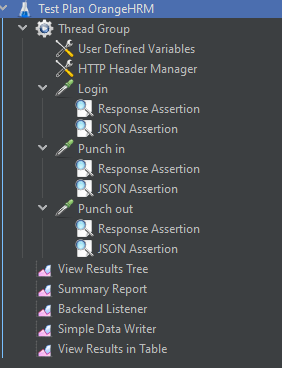 Test Plan OrangeHRM
Thread Group
User Defined Variables
HTTP Header Manager
Login
Response Assertion
JSON Assertion
Punch in
Response Assertion
JSON Assertion
Punch out
Response Assertion
JSON Assertion
View Results Tree
Summary Report
Backend Listener
Simple Data Writer
View Results in Table